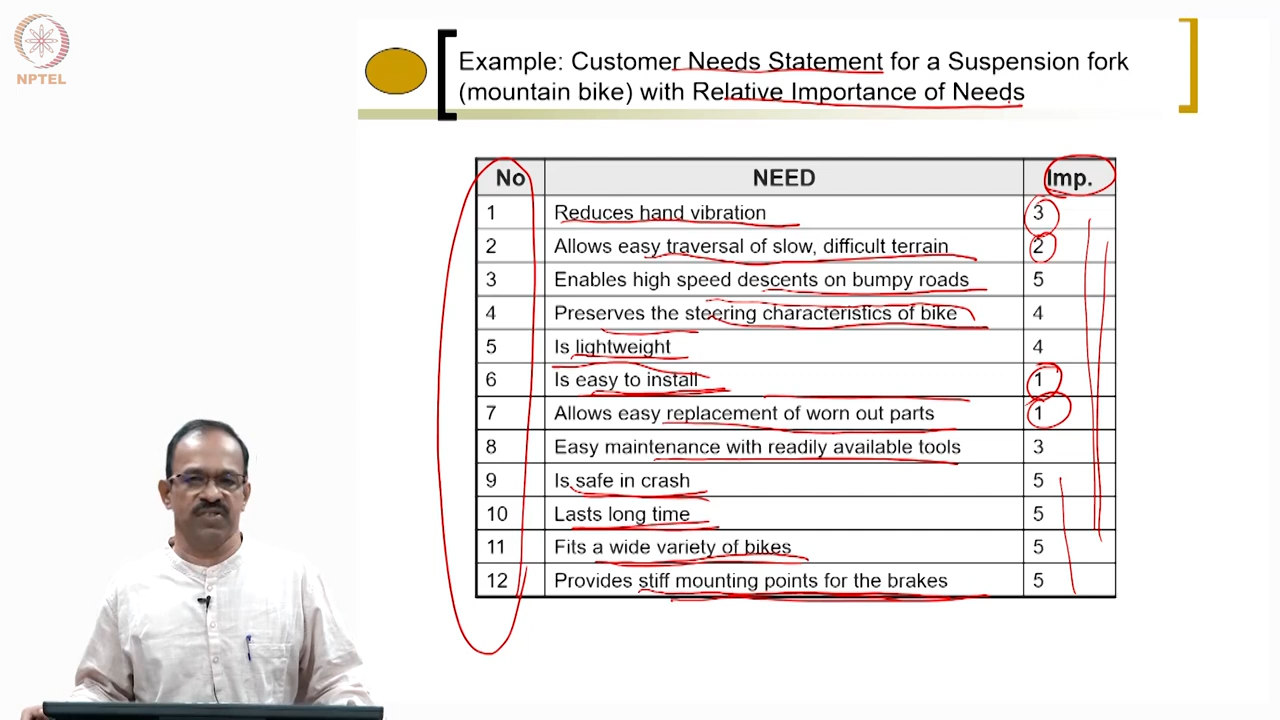 NPTEL
Example: Customer Needs Statement for a Suspension fork
(mountain bike) with Relative Importance of Needs
No NEED Imp.
1 Reduces hand vibration 3
2 Allows easy traversal of slow, difficult terrain 2
3 Enables high speed descents on bumpy roads 5
4 Preserves the steering characteristics of bike 4
5 Is lightweight 4
6 Is easy to install 1
7 Allows easy replacement of worn out parts 1
8 Easy maintenance with readily available tools 3
9 Is safe in crash 5
10 Lasts long time 5
11 Fits a wide variety of bikes 5
12 Provides stiff mounting points for the brakes 5